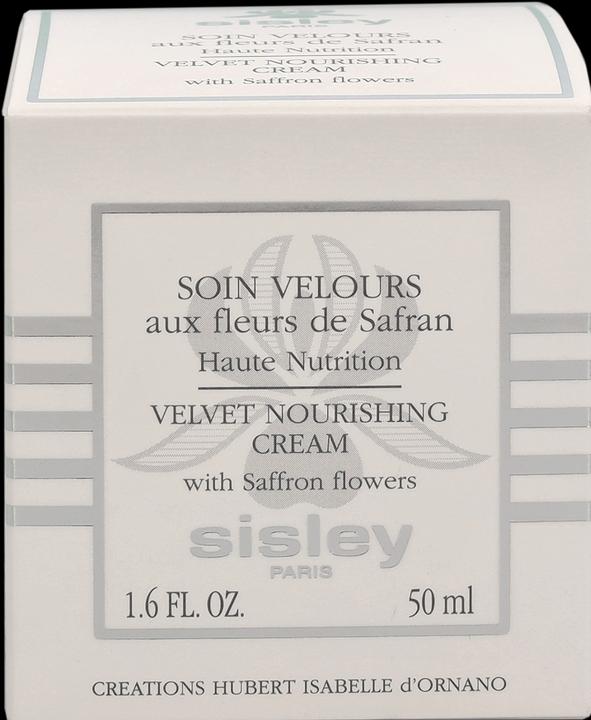 sisley
PARIS
SOIN VELOURS
aux fleurs de Safran
Haute Nutrition
VELVET NOURISHING
CREAM
with Saffron flowers
SOIN VELOURS
aux fleurs de Safran
Haute Nutrition
VELVET NOURISHING
CREAM
with Saffron flowers
sisley
PARIS
1.6 FL. OZ. 50 ml
CREATIONS HUBERT ISABELLE d'ORNANO